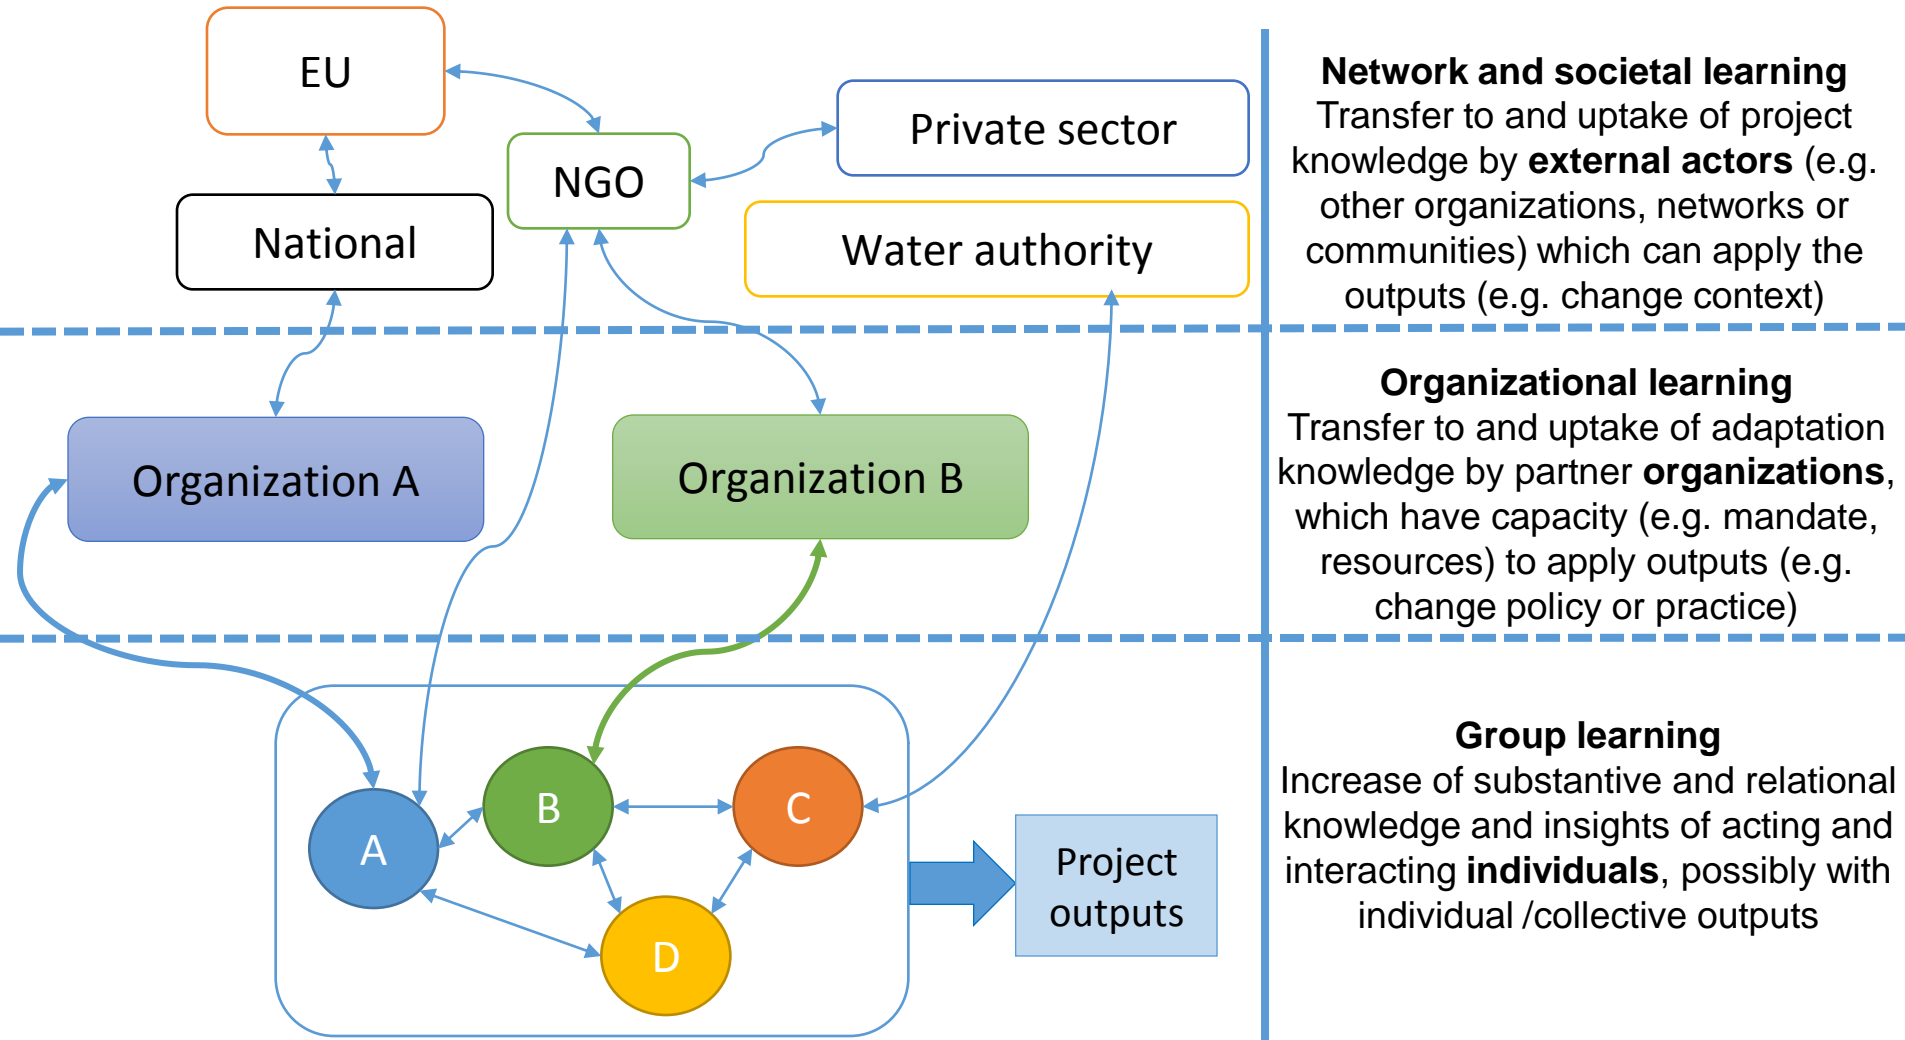 EU
Private sector
NGO
National
Water authority
Network and societal learning
Transfer to and uptake of project
knowledge by external actors (e.g.
other organizations, networks or
communities) which can apply the
outputs (e.g. change context)
Organization A
Organization B
Organizational learning
Transfer to and uptake of adaptation
knowledge by partner organizations,
which have capacity (e.g. mandate,
resources) to apply outputs (e.g.
change policy or practice)
A
B
C
D
Project
outputs
Group learning
Increase of substantive and relational
knowledge and insights of acting and
interacting individuals, possibly with
individual /collective outputs